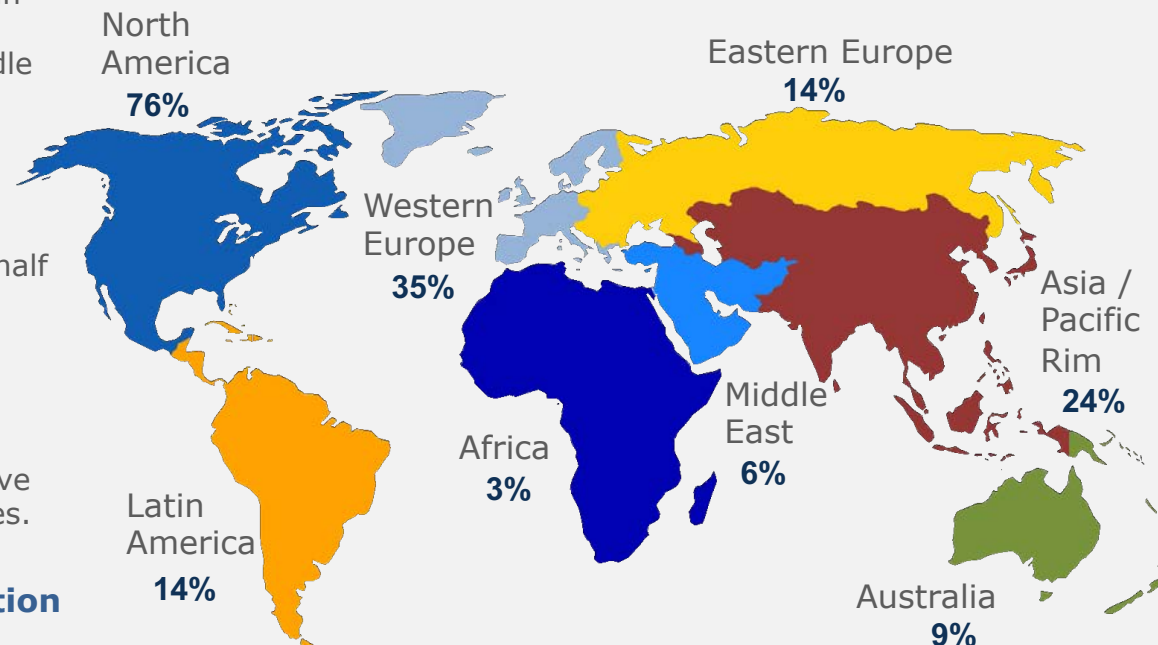 North
America
76%
Eastern Europe
14%
Western
Europe
35%
half
Asia /
Pacific
Rim
24%
Middle
East
6%
Africa
3%
Latin
America
14%
Australia
9%